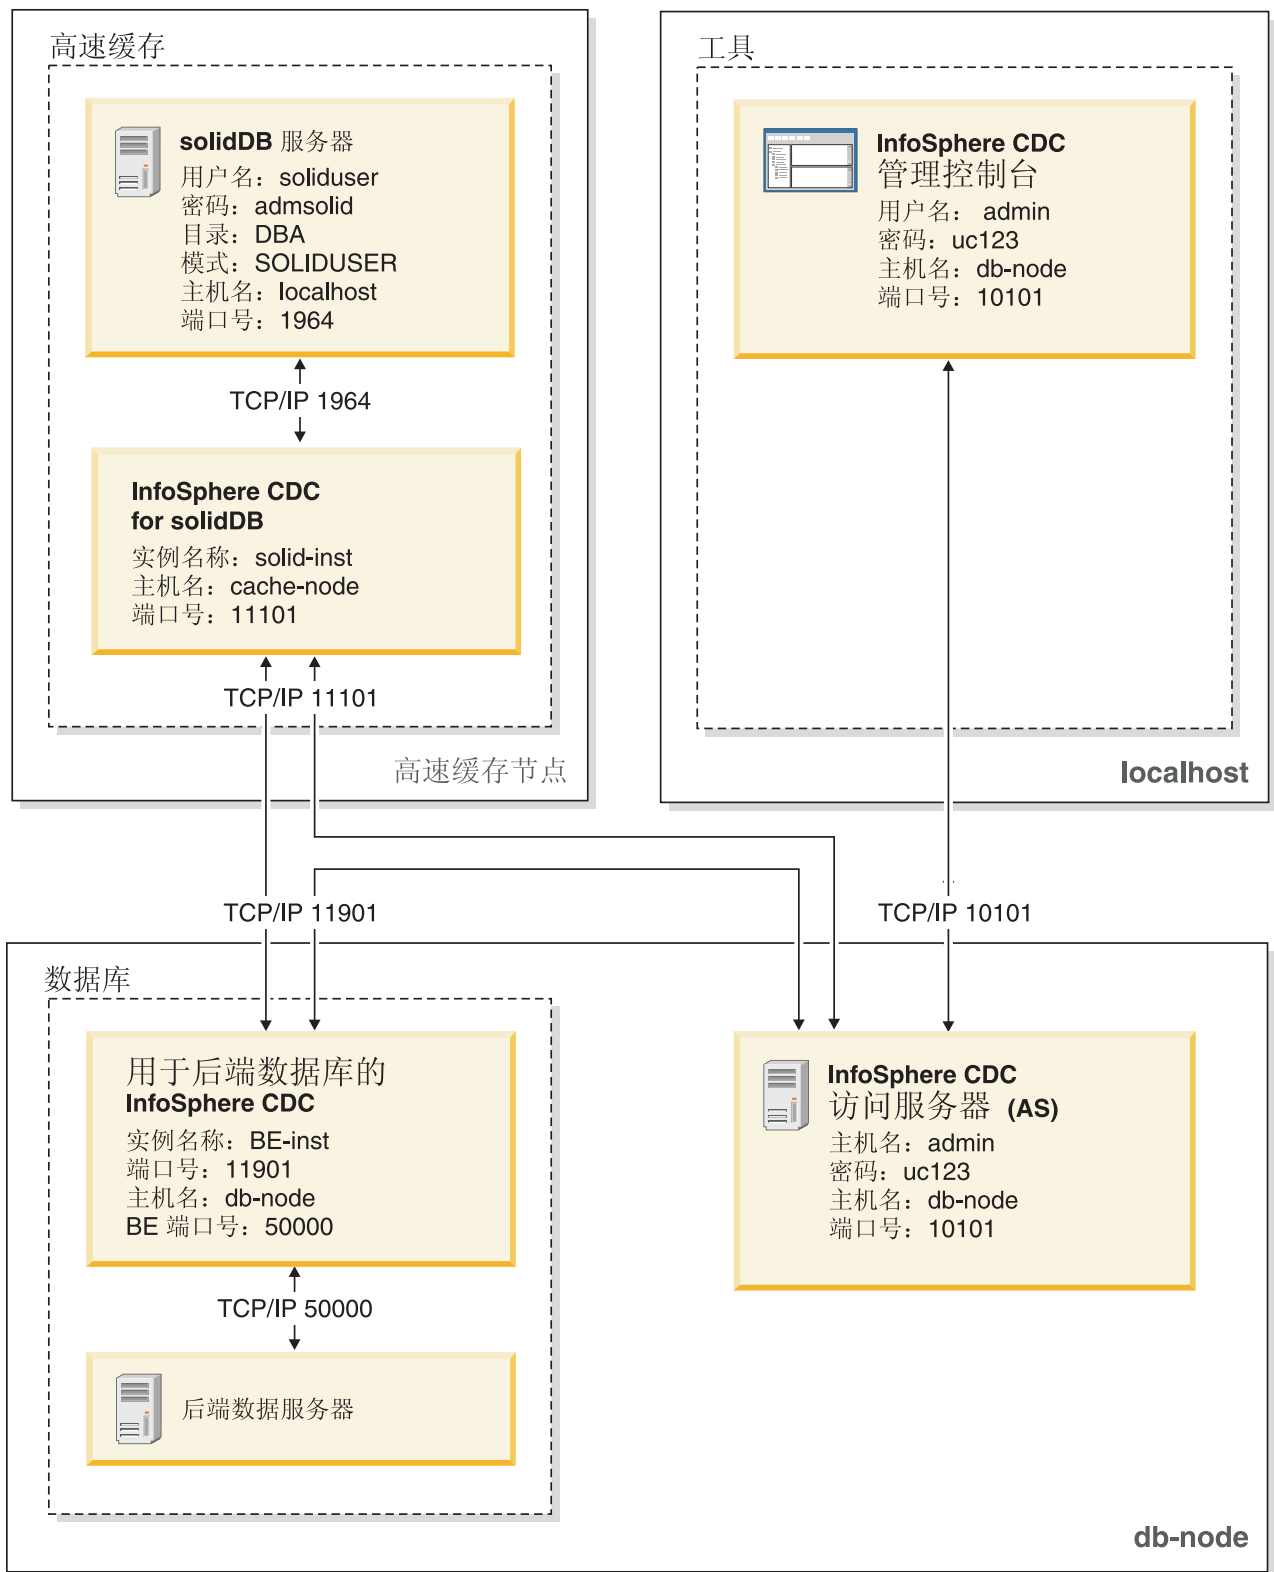 高速缓存
solidDB 服务器
用户名：soliduser
密码：admsolid
目录：DBA
模式：SOLIDUSER
主机名：localhost
端口号：1964
TCP/IP 1964
InfoSphere CDC
for solidDB
实例名称：solid-inst
主机名：cache-node
端口号：11101
TCP/IP 11101
高速缓存节点
工具
InfoSphere CDC
管理控制台
用户名： admin
密码：uc123
主机名：db-node
端口号：10101
localhost
TCP/IP 11901
TCP/IP 10101
数据库
用于后端数据库的
InfoSphere CDC
实例名称：BE-inst
端口号：11901
主机名：db-node
BE 端口号：50000
TCP/IP 50000
后端数据服务器
InfoSphere CDC
访问服务器 (AS)
主机名：admin
密码：uc123
主机名：db-node
端口号：10101
db-node